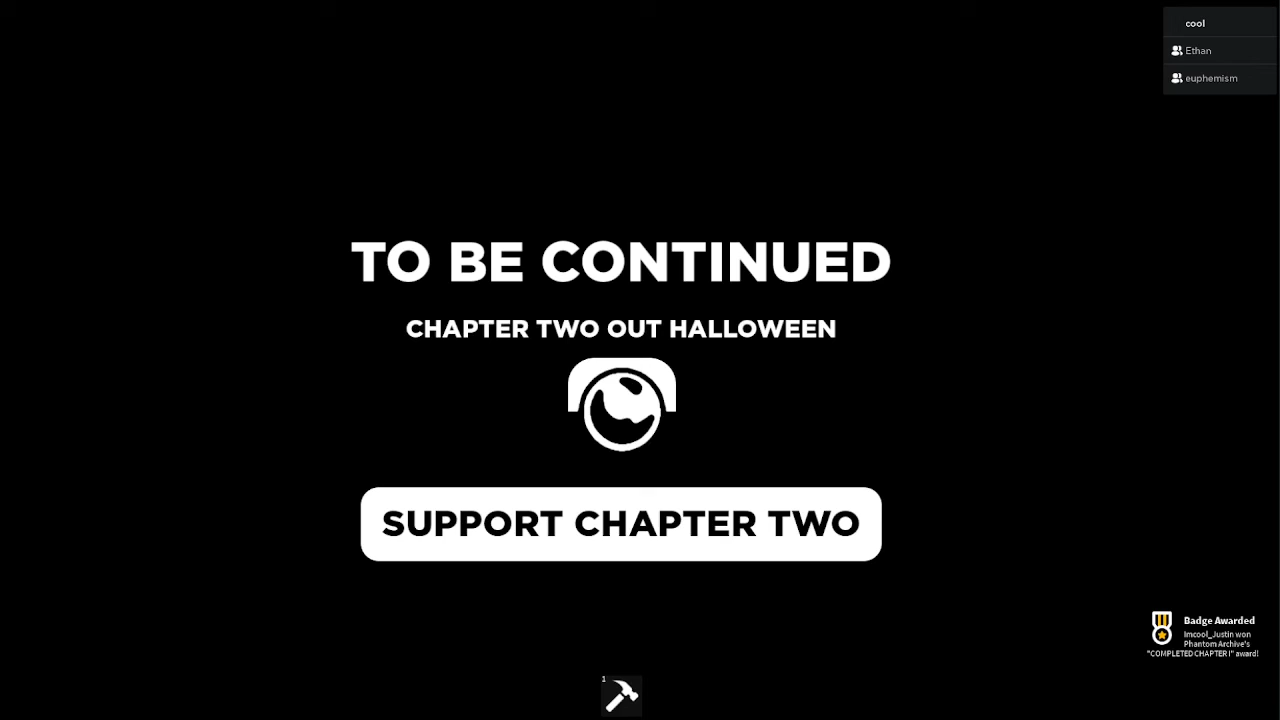 cool
Ethan
euphemism
TO BE CONTINUED
CHAPTER TWO OUT HALLOWEEN
SUPPORT CHAPTER TWO
Badge Awarded
Imcool_Justin won
Phantom Archive's
"COMPLETED CHAPTER I" award!
1